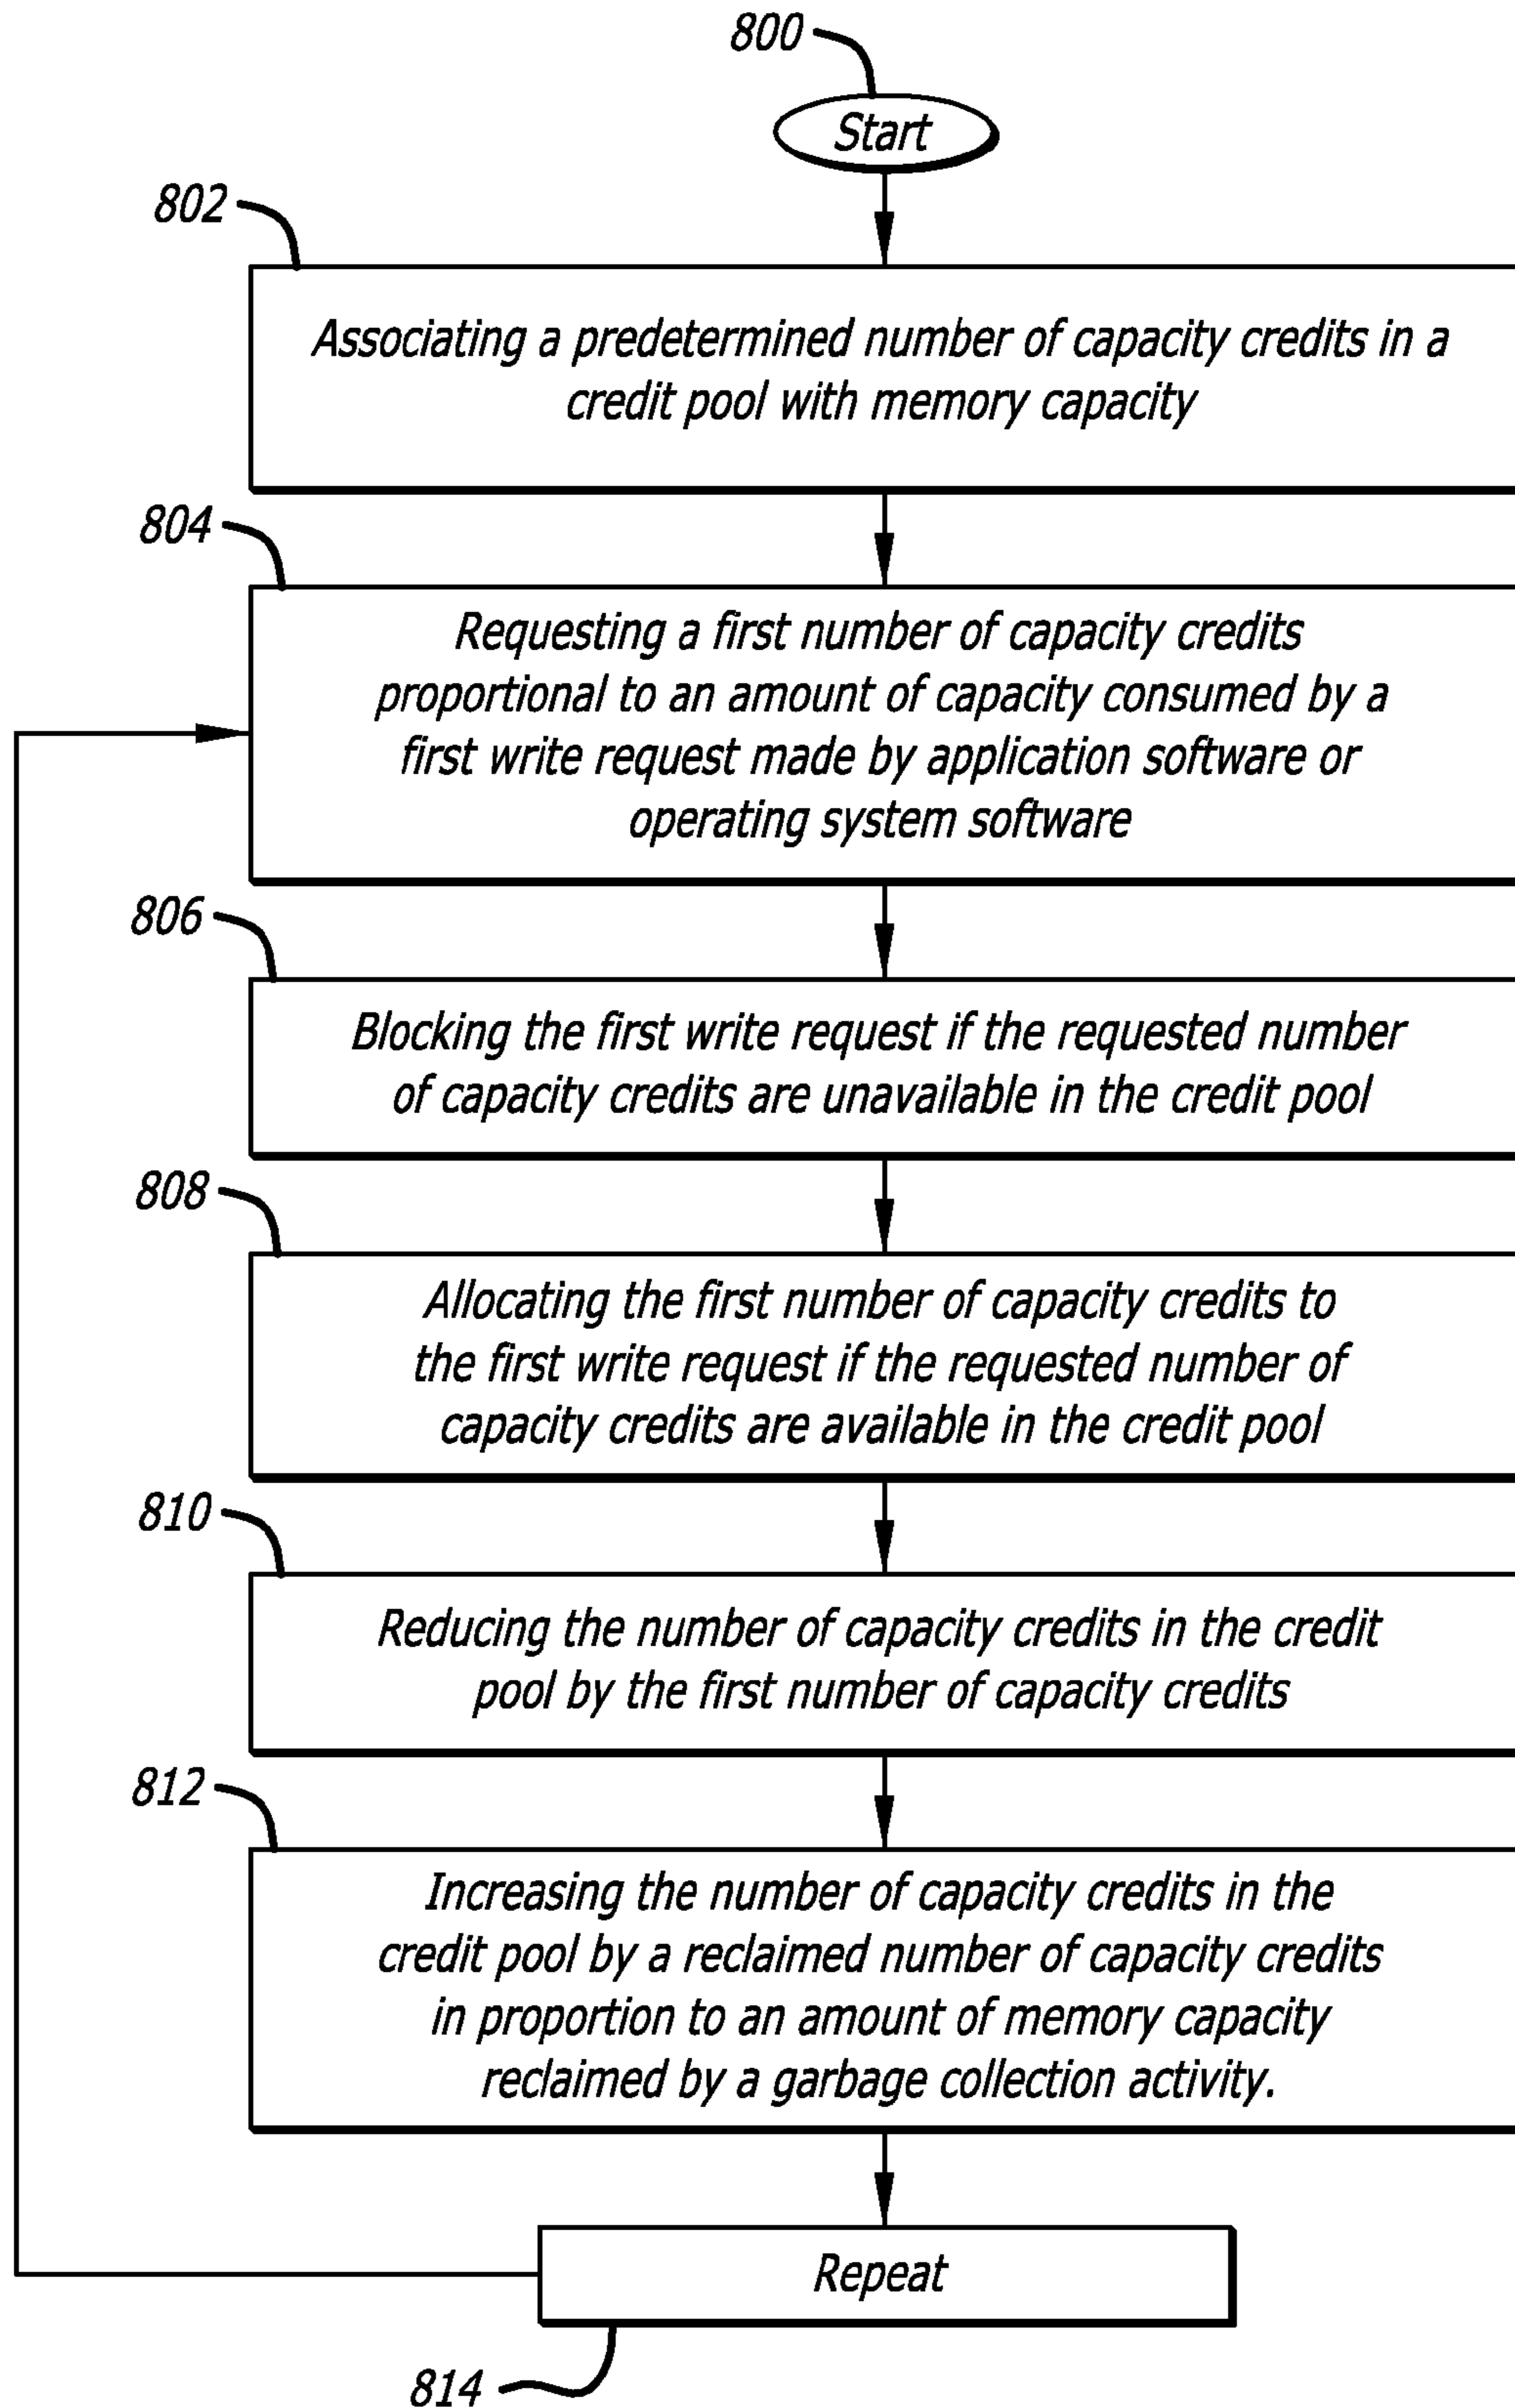 800
Start
802
Associating a predetermined number of capacity credits in a
credit pool with memory capacity
804
Requesting a first number of capacity credits
proportional to an amount of capacity consumed by a
first write request made by application software or
operating system software
806
Blocking the first write request if the requested number
of capacity credits are unavailable in the credit pool
808
Allocating the first number of capacity credits to
the first write request if the requested number of
capacity credits are available in the credit pool
810
Reducing the number of capacity credits in the credit
pool by the first number of capacity credits
812
Increasing the number of capacity credits in the
credit pool by a reclaimed number of capacity credits
in proportion to an amount of memory capacity
reclaimed by a garbage collection activity.
Repeat
814